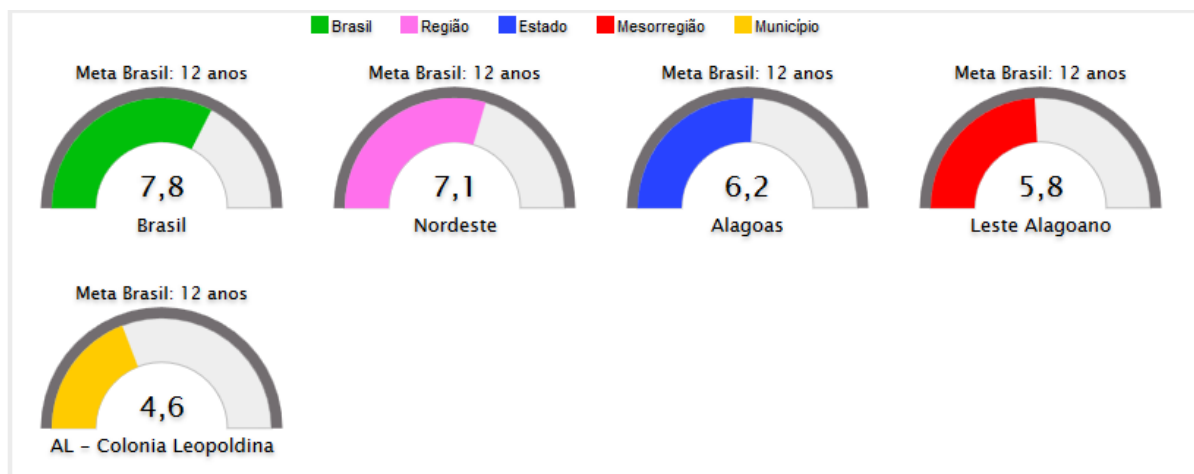 Brasil Região Estado Mesorregião Município
Meta Brasil: 12 anos
7,8
Brasil
Meta Brasil: 12 anos
7,1
Nordeste
Meta Brasil: 12 anos
6,2
Alagoas
Meta Brasil: 12 anos
5,8
Leste Alagoano
Meta Brasil: 12 anos
4,6
AL – Colonia Leopoldina